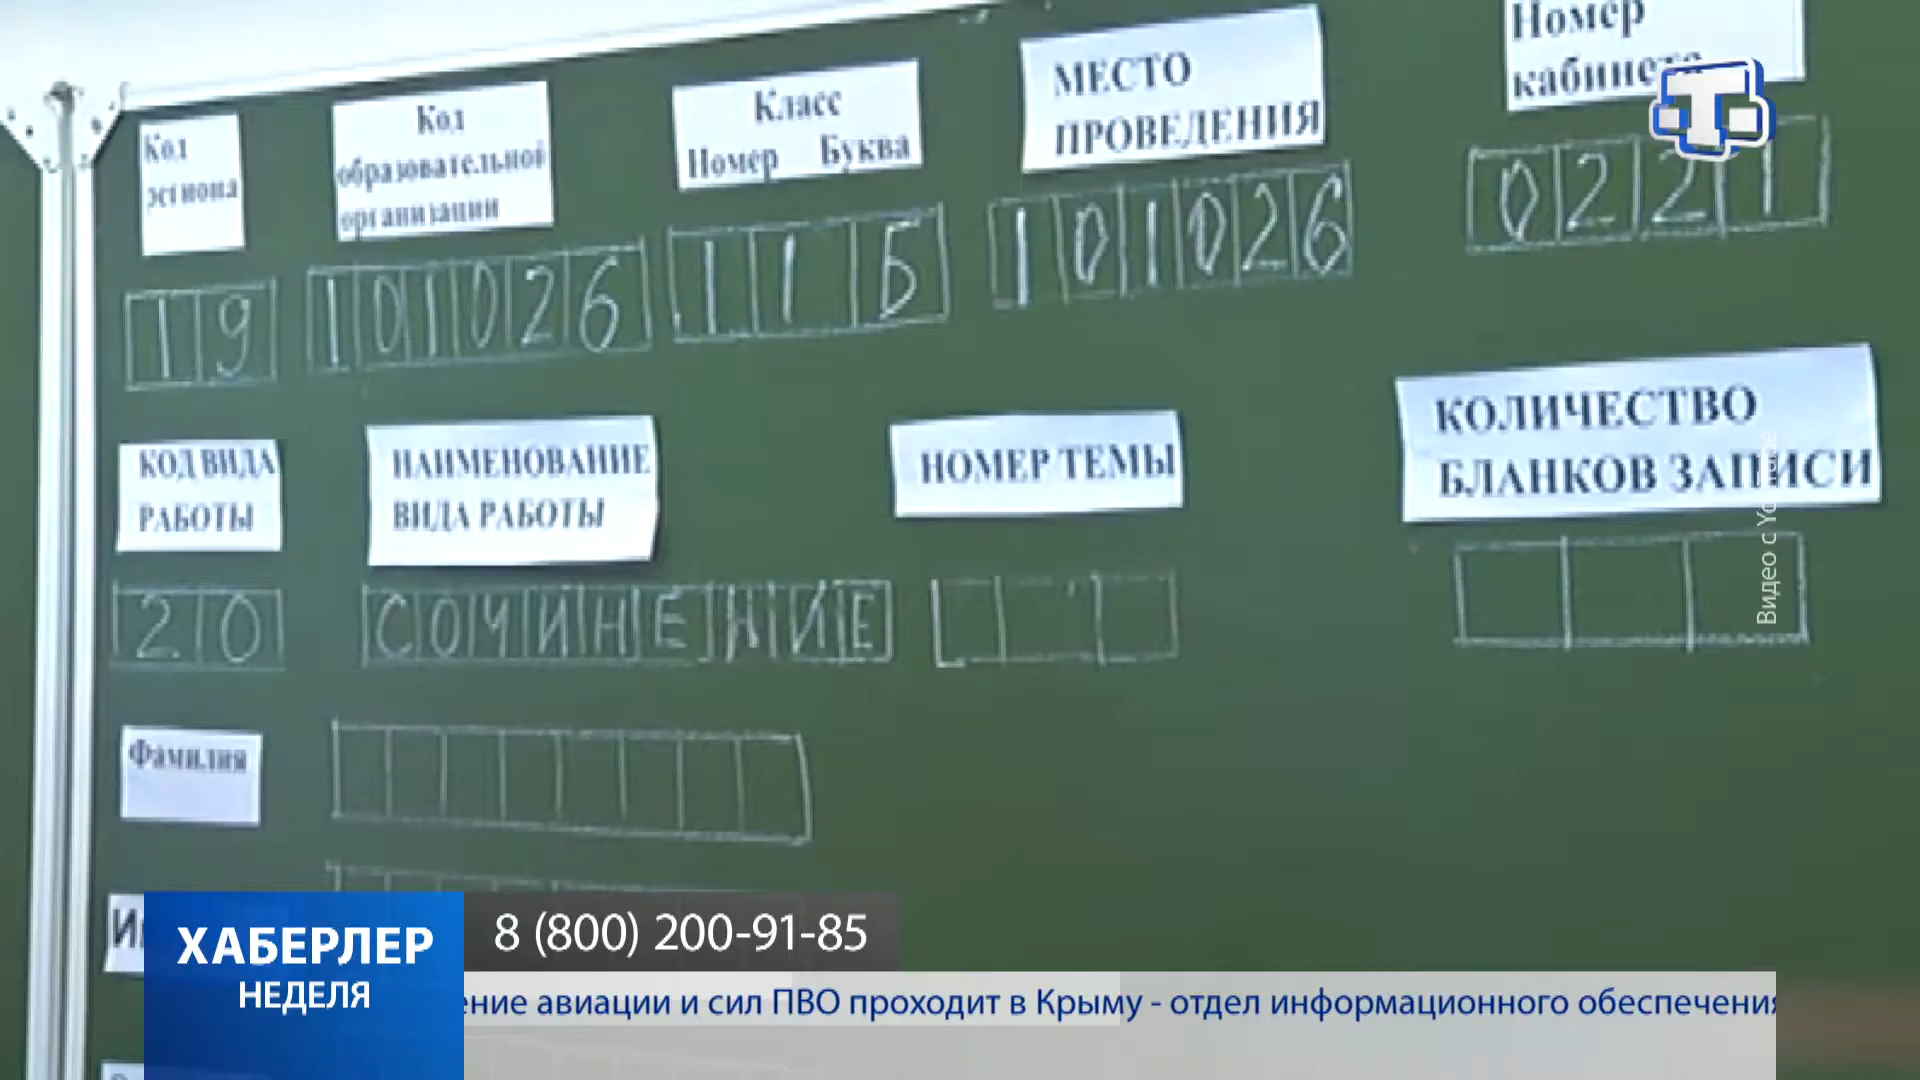 Код
региона
Код
образовательной
организации
Класс
Номер Буква
МЕСТО
ПРОВЕДЕНИЯ
Номер
кабинета
Т
19
101026
11Б
101026
0221
КОД ВИДА
РАБОТЫ
НАИМЕНОВАНИЕ
ВИДА РАБОТЫ
НОМЕР ТЕМЫ
КОЛИЧЕСТВО
БЛАНКОВ ЗАПИСИ
20
СОЧИНЕНИЕ
Видео с
Фамилия
8 (800) 200-91-85
ХАБЕРЛЕР
НЕДЕЛЯ
ение авиации и сил ПВО проходит в Крыму - отдел информационного обеспечения